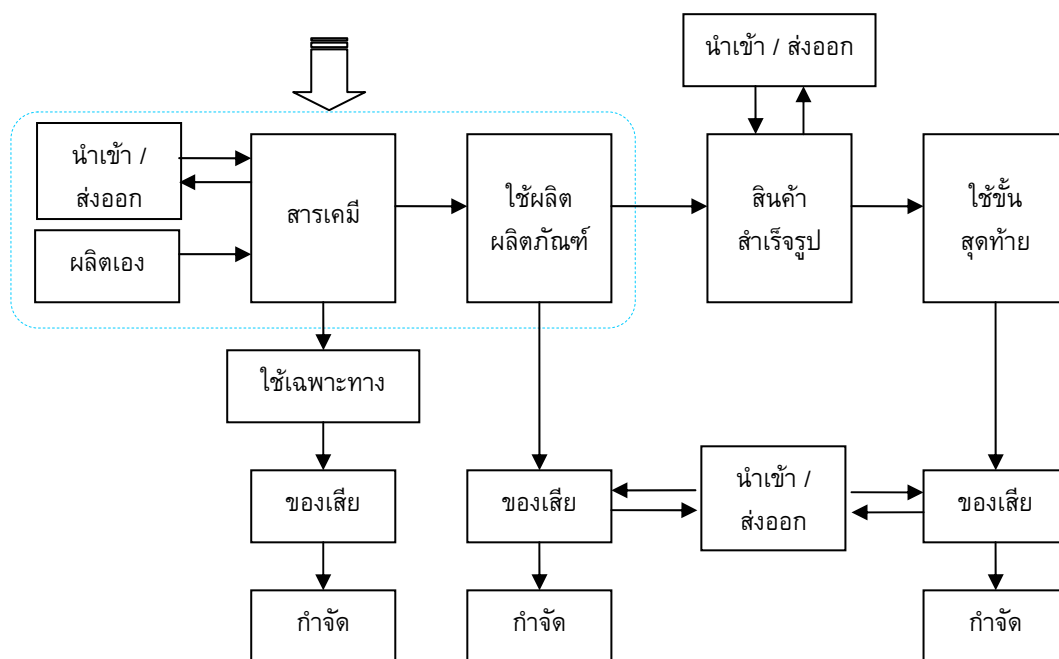 นำเข้า / ส่งออก
นำเข้า /
ส่งออก
ผลิตเอง
สารเคมี
ใช้ผลิต
ผลิตภัณฑ์
สินค้า
สำเร็จรูป
ใช้ขั้น
สุดท้าย
ใช้เฉพาะทาง
ของเสีย
ของเสีย
นำเข้า /
ส่งออก
ของเสีย
กำจัด
กำจัด
กำจัด